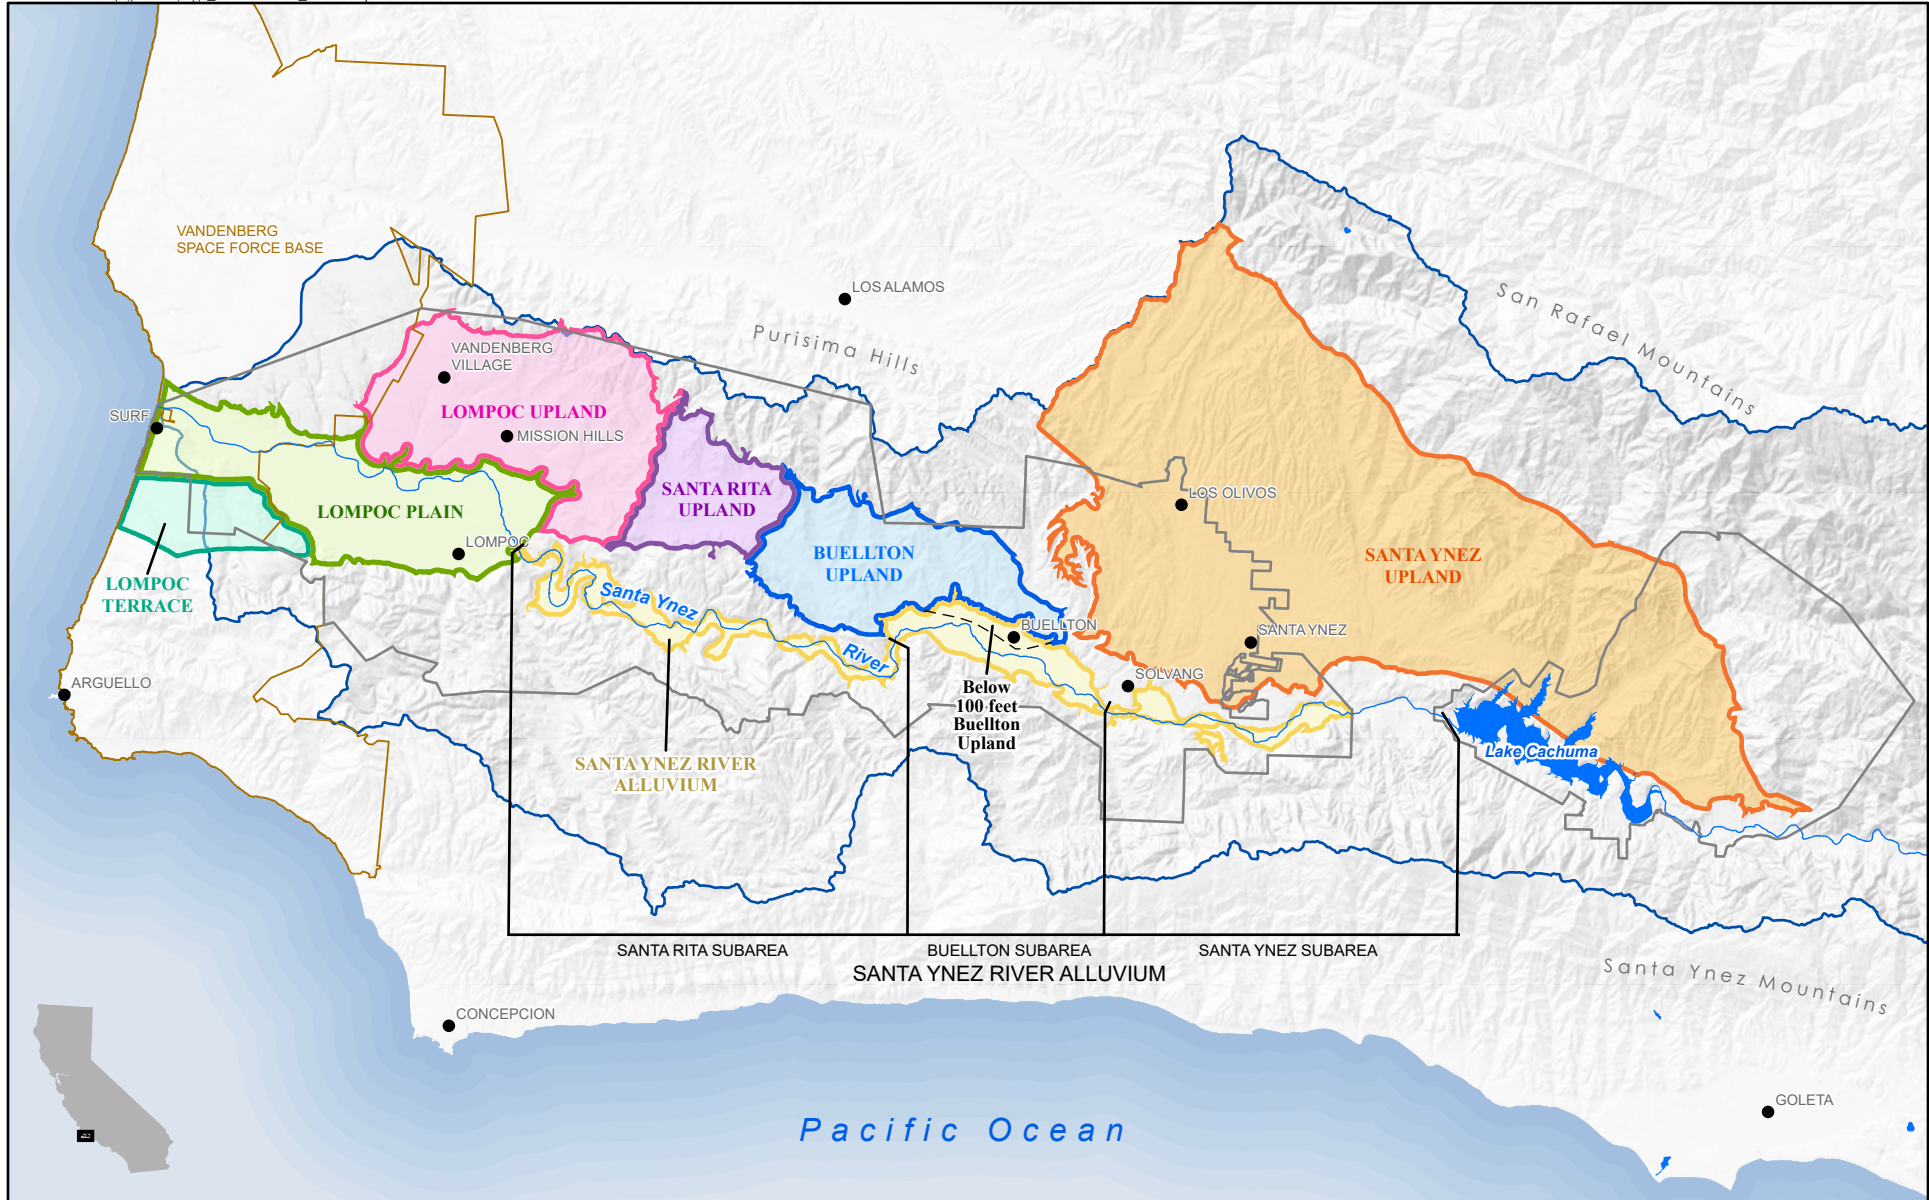 VANDENBERG
SPACE FORCE BASE
LOS ALAMOS
San Rafael Mountains
Purisima Hills
VANDENBERG
VILLAGE
SURF
LOMPOC UPLAND
MISSION HILLS
SANTA RITA
UPLAND
LOS OLIVOS
LOMPOC PLAIN
LOMPOC
BUELLTON
UPLAND
SANTA YNEZ
UPLAND
LOMPOC
TERRACE
Santa Ynez
River
BUELLTON
SANTA YNEZ
ARGUELLO
SOLVANG
Below
100 feet
Buellton
Upland
Lake Cachuma
SANTA YNEZ RIVER
ALLUVIUM
SANTA RITA SUBAREA
BUELLTON SUBAREA
SANTA YNEZ SUBAREA
SANTA YNEZ RIVER ALLUVIUM
Santa Ynez Mountains
CONCEPCION
GOLETA
Pacific Ocean